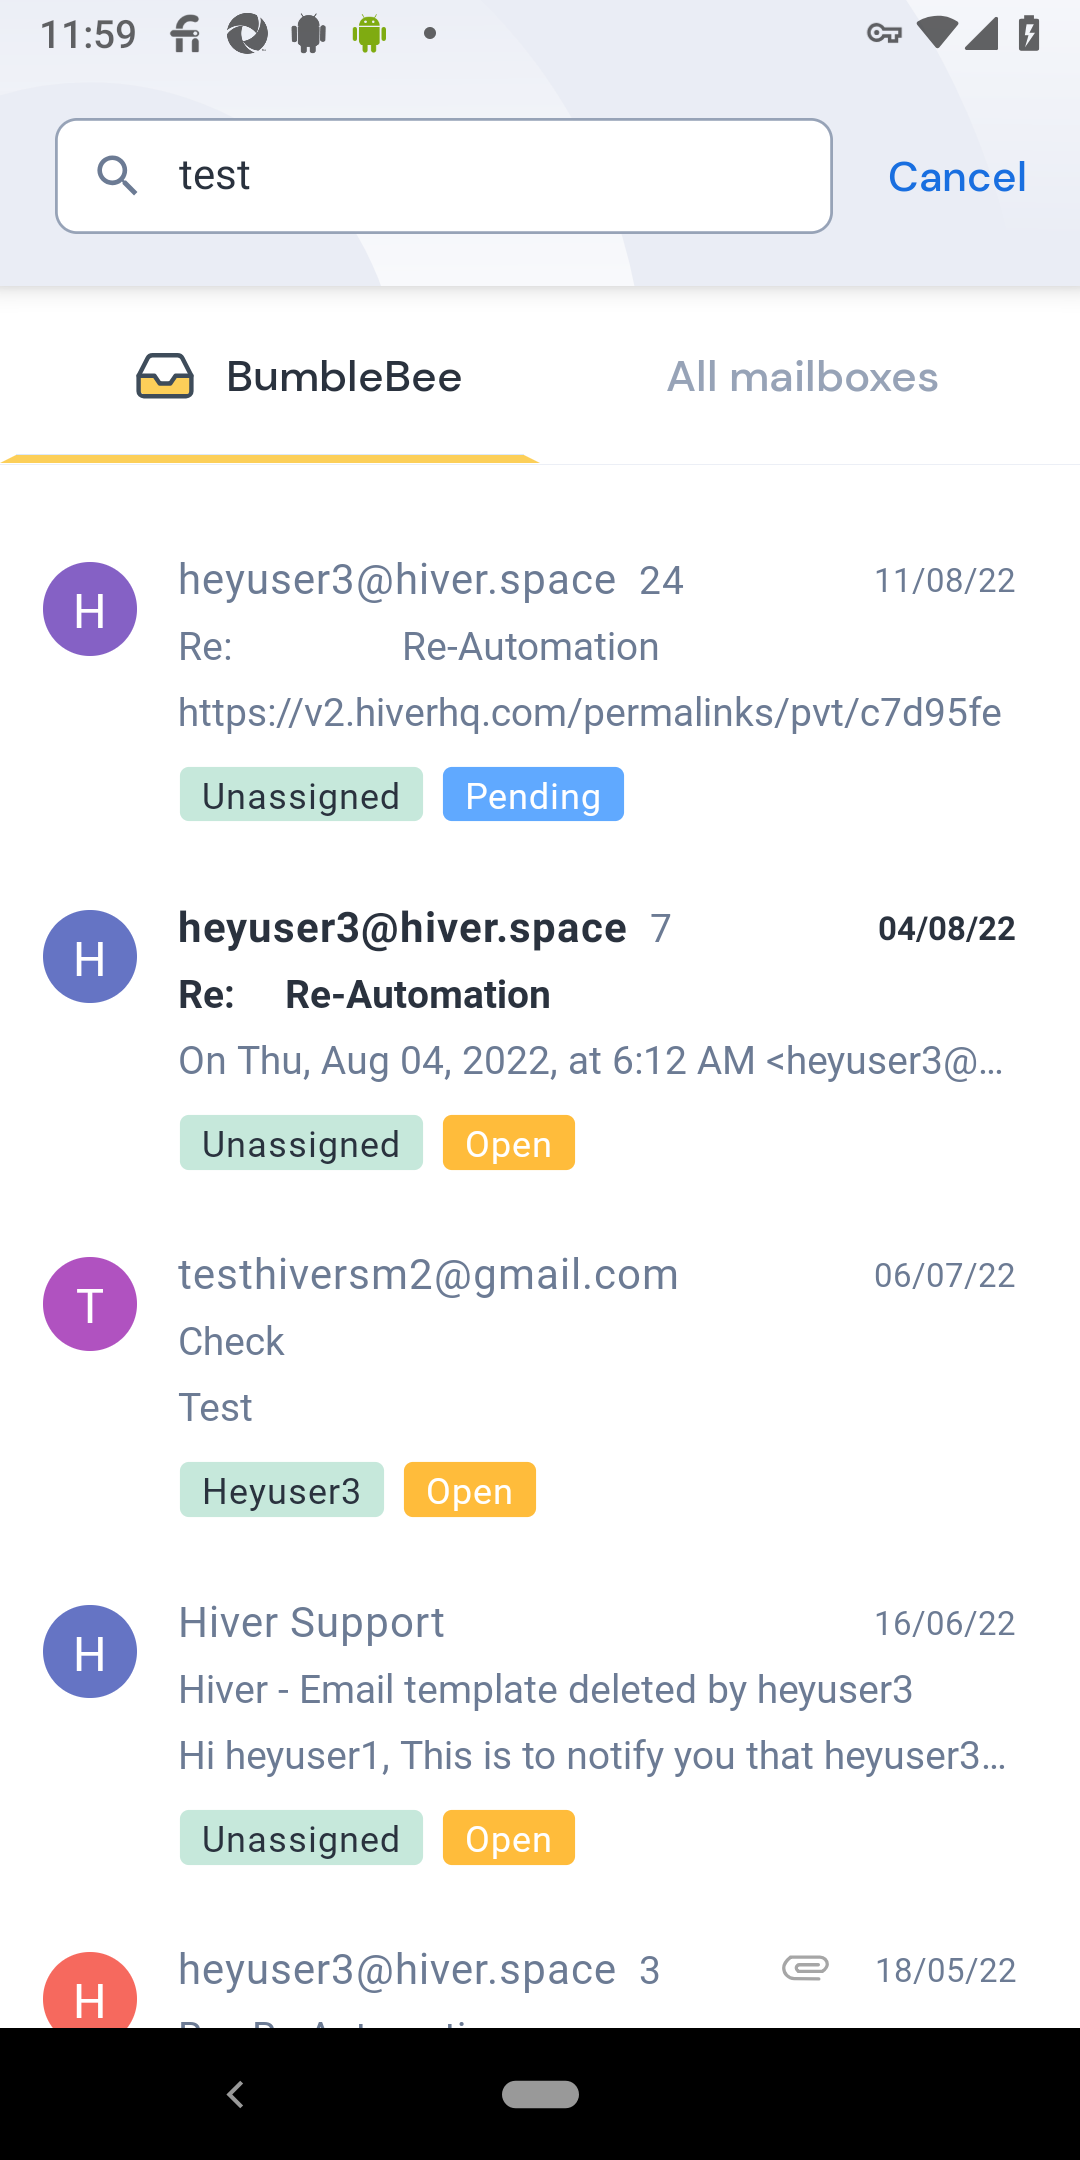 11:59
test
Cancel
BumbleBee
All mailboxes
H
heyuser3@hiver.space 24
11/08/22
Re: Re-Automation
https://v2.hiverhq.com/permalinks/pvt/c7d95fe
Unassigned
Pending
H
heyuser3@hiver.space 7
04/08/22
Re: Re-Automation
On Thu, Aug 04, 2022, at 6:12 AM <heyuser3@...
Unassigned
Open
T
testhiversm2@gmail.com
06/07/22
Check
Test
Heyuser3
Open
H
Hiver Support
16/06/22
Hiver - Email template deleted by heyuser3
Hi heyuser1, This is to notify you that heyuser3...
Unassigned
Open
H
heyuser3@hiver.space 3
18/05/22